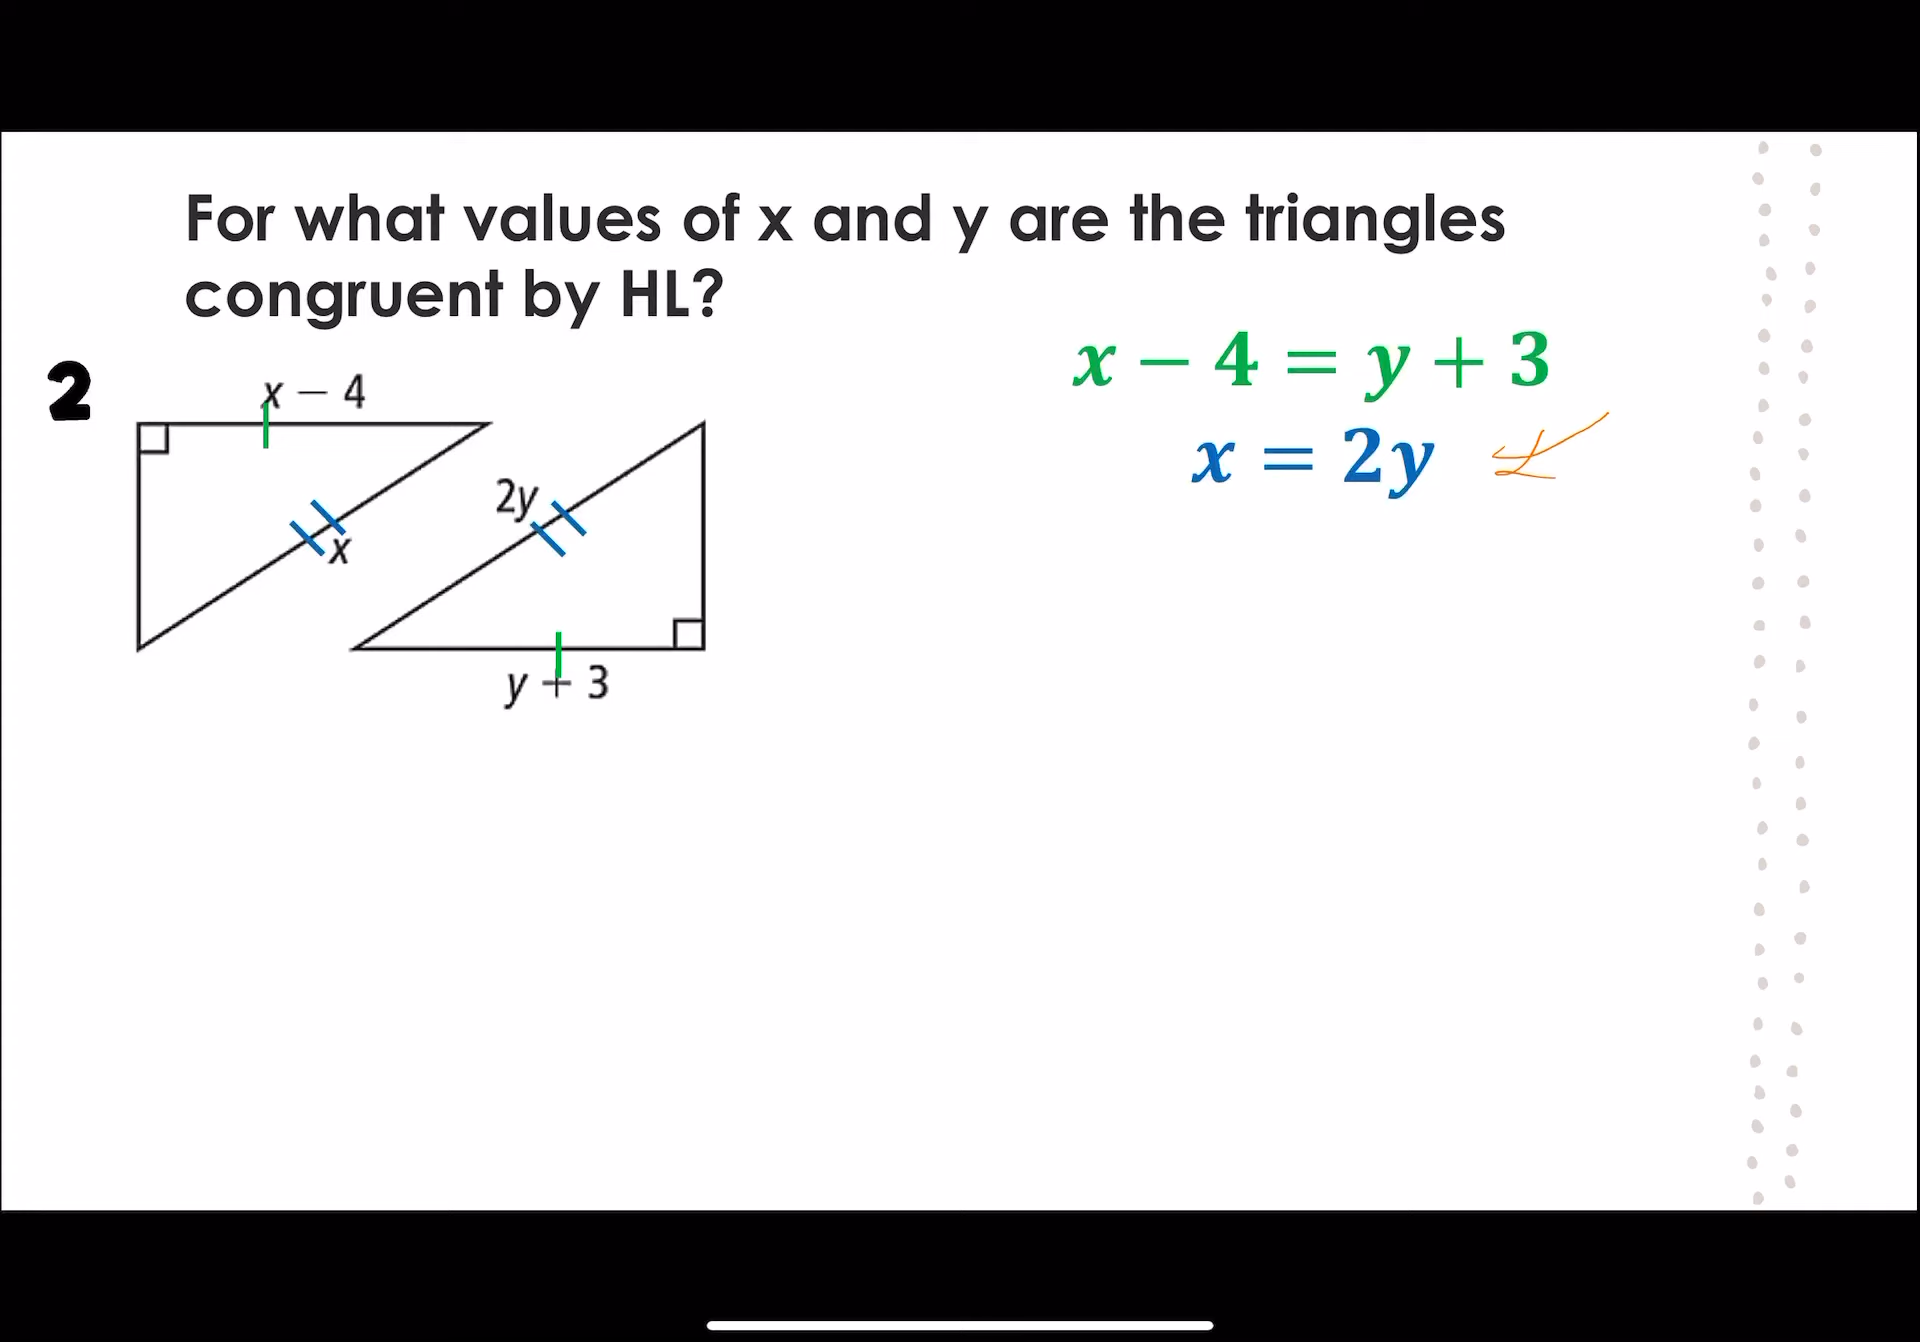 For what values of x and y are the triangles
congruent by HL?
x − 4 = y + 3
2
x − 4
x = 2y
2y
x
y + 3